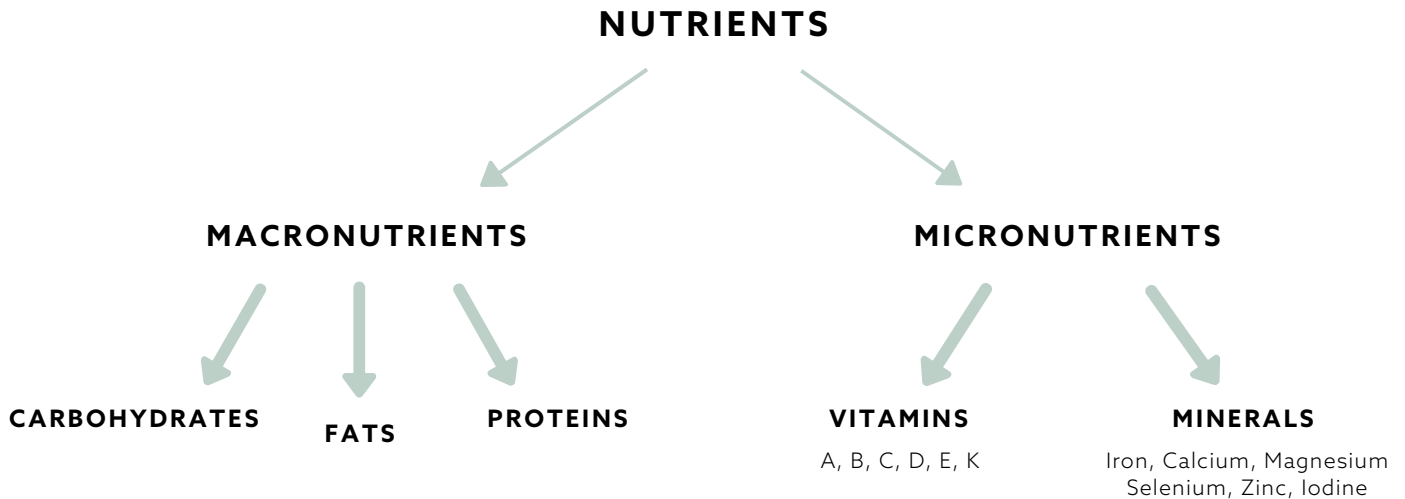 NUTRIENTS
MACRONUTRIENTS
MICRONUTRIENTS
CARBOHYDRATES
FATS
PROTEINS
VITAMINS
A, B, C, D, E, K
MINERALS
Iron, Calcium, Magnesium
Selenium, Zinc, Iodine